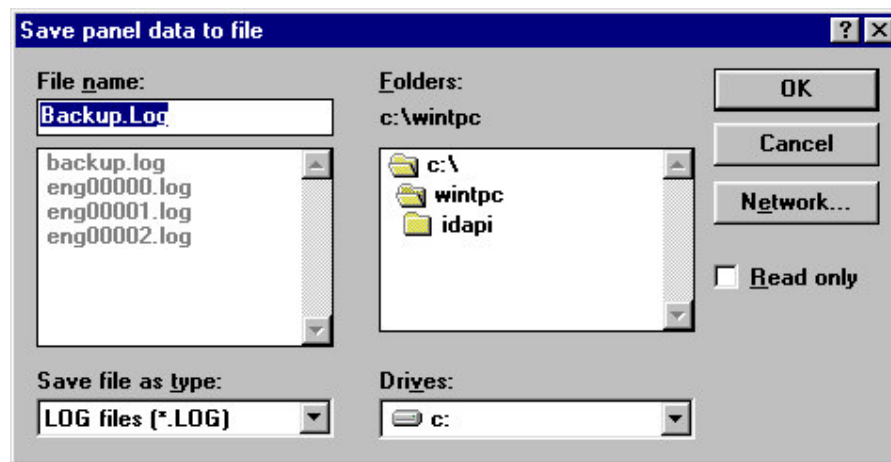 Save panel data to file
File name:
Backup.Log
backup.log
eng00000.log
eng00001.log
eng00002.log
Save file as type:
LOG files (*.LOG)
Folders:
c:\wintpc
c:\
wintpc
idapi
Drives:
c:
OK
Cancel
Network...
Read only